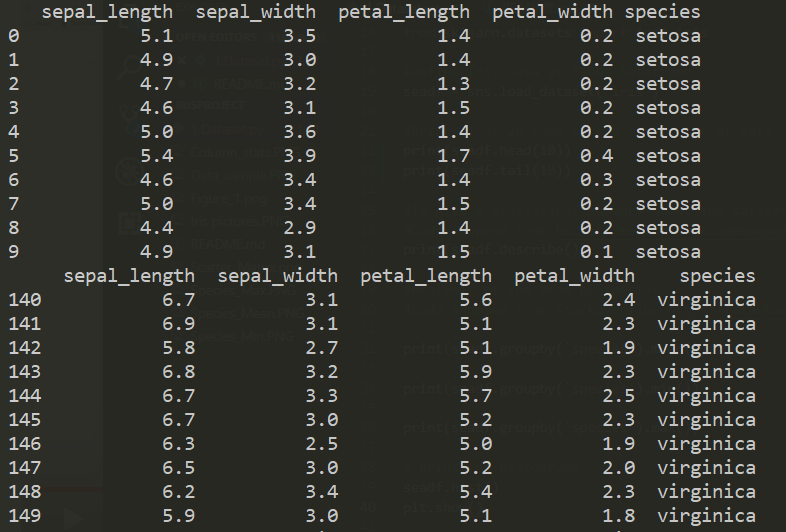 sepal_length sepal_width petal_length petal_width species
0 5.1 3.5 1.4 0.2 setosa
1 4.9 3.0 1.4 0.2 setosa
2 4.7 3.2 1.3 0.2 setosa
3 4.6 3.1 1.5 0.2 setosa
4 5.0 3.6 1.4 0.2 setosa
5 5.4 3.9 1.7 0.4 setosa
6 4.6 3.4 1.4 0.3 setosa
7 5.0 3.4 1.5 0.2 setosa
8 4.4 2.9 1.4 0.2 setosa
9 4.9 3.1 1.5 0.1 setosa
sepal_length sepal_width petal_length petal_width species
140 6.7 3.1 5.6 2.4 virginica
141 6.9 3.1 5.1 2.3 virginica
142 5.8 2.7 5.1 1.9 virginica
143 6.8 3.2 5.9 2.3 virginica
144 6.7 3.3 5.7 2.5 virginica
145 6.7 3.0 5.2 2.3 virginica
146 6.3 2.5 5.0 1.9 virginica
147 6.5 3.0 5.2 2.0 virginica
148 6.2 3.4 5.4 2.3 virginica
149 5.9 3.0 5.1 1.8 virginica